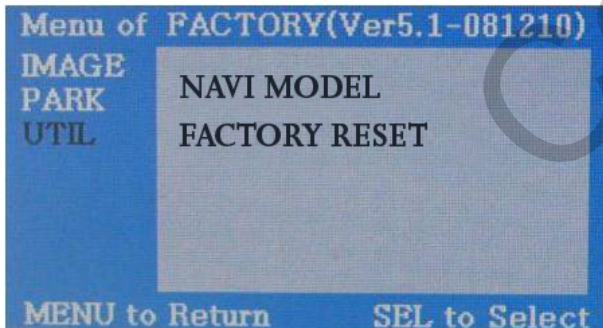 Menu of FACTORY(Ver5.1-081210)
IMAGE
PARK
UTIL
NAVI MODEL
FACTORY RESET
MENU to Return
SEL to Select